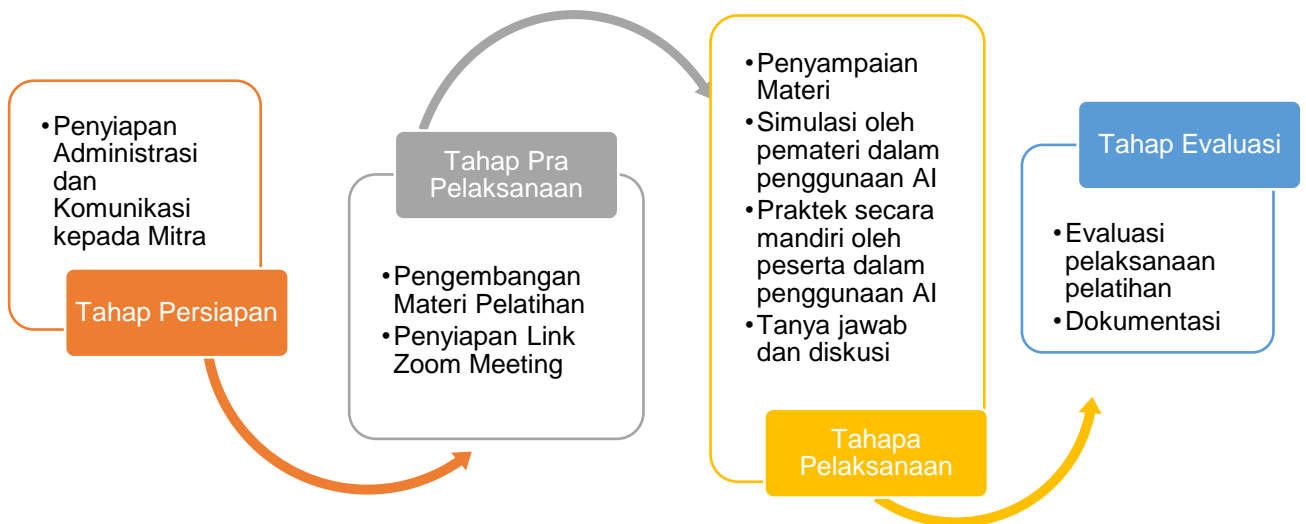 •Penyiapan
Administrasi
dan
Komunikasi
kepada Mitra
Tahap Persiapan
Tahap Pra
Pelaksanaan
•Pengembangan
Materi Pelatihan
•Penyiapan Link
Zoom Meeting
•Penyampaian
Materi
•Simulasi oleh
pemateri dalam
penggunaan AI
•Praktek secara
mandiri oleh
peserta dalam
penggunaan AI
•Tanya jawab
dan diskusi
Tahapa
Pelaksanaan
Tahap Evaluasi
•Evaluasi
pelaksanaan
pelatihan
•Dokumentasi